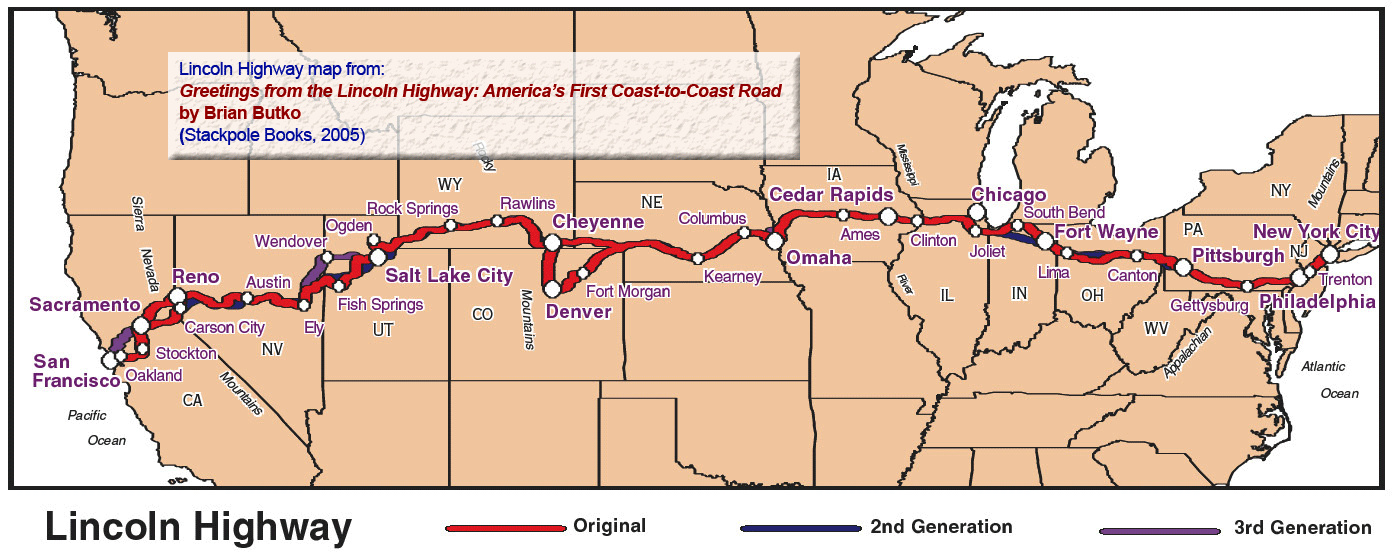 Lincoln Highway map from:
Greetings from the Lincoln Highway: America's First Coast-to-Coast Road
by Brian Butko
(Stackpole Books, 2005)
Rocky
Mississippi
IA
WY
NE
NY
Mountains
Sierra
Nevada
Rock Springs
Rawlins
Cedar Rapids
Chicago
Ogden
Cheyenne
Columbus
South Bend
Wendover
Ames
Clinton
Joliet
Fort Wayne
PA
New York City
NJ
Reno
Austin
Salt Lake City
Kearney
Omaha
Lima
Canton
Pittsburgh
Trenton
Sacramento
Fish Springs
Fort Morgan
River
IL
IN
OH
Gettysburg
Philadelphia
Carson City
Ely
UT
CO
Mountains
Denver
WV
Appalachian
Stockton
NV
San
Francisco
Oakland
CA
Mountains
Atlantic
Ocean
Pacific
Ocean
Lincoln Highway
Original
2nd Generation
3rd Generation